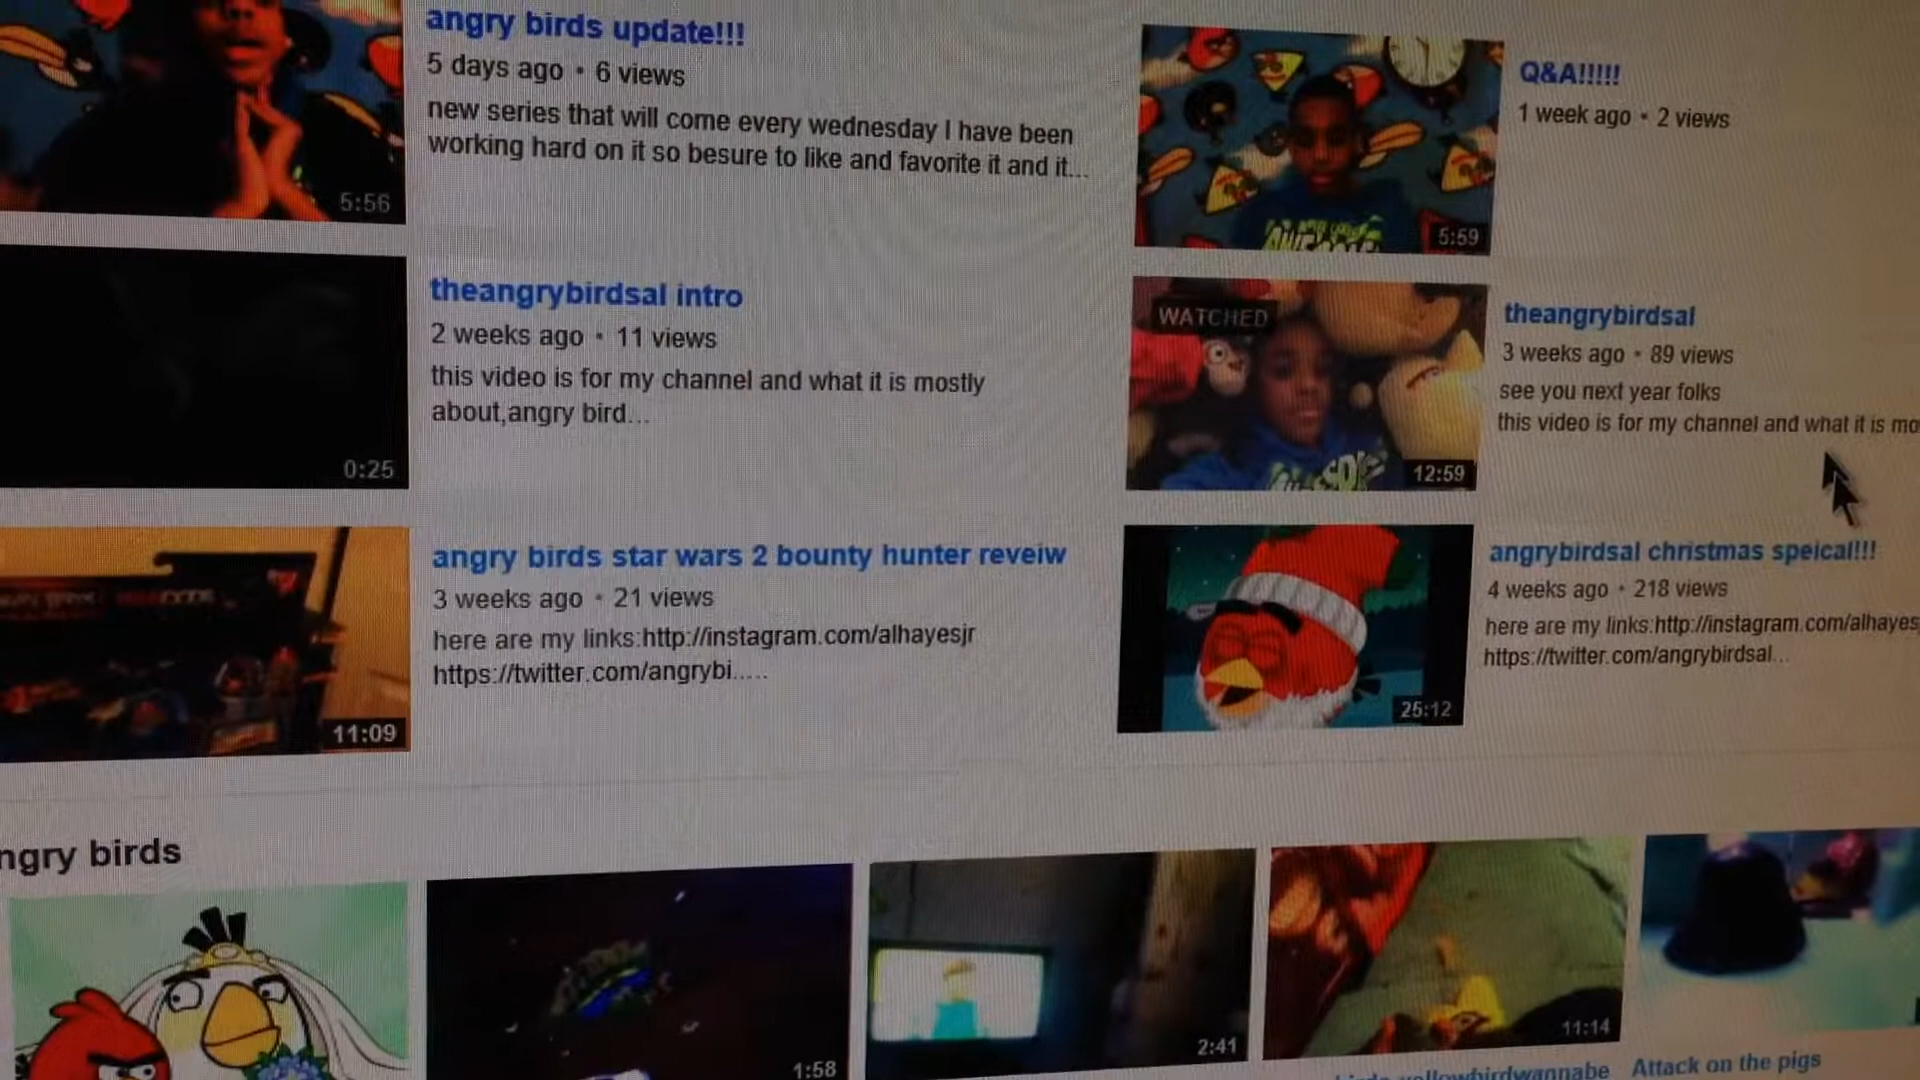 angry birds update!!!
5 days ago • 6 views
new series that will come every wednesday I have been
working hard on it so besure to like and favorite it and it...
5:56
Q&A!!!!!
1 week ago • 2 views
AWESOME
5:59
theangrybirdsal intro
2 weeks ago • 11 views
this video is for my channel and what it is mostly
about,angry bird...
0:25
WATCHED
theangrybirdsal
3 weeks ago • 89 views
see you next year folks
this video is for my channel and what it is mo
12:59
angry birds star wars 2 bounty hunter reveiw
3 weeks ago • 21 views
here are my links:http://instagram.com/alhayesjr
https://twitter.com/angrybi.....
11:09
angrybirdsal christmas speical!!!
4 weeks ago • 218 views
here are my links:http://instagram.com/alhayes
https://twitter.com/angrybirdsal...
25:12
ngry birds
1:58
2:41
11:14
yellowbirdwannabe
Attack on the pigs